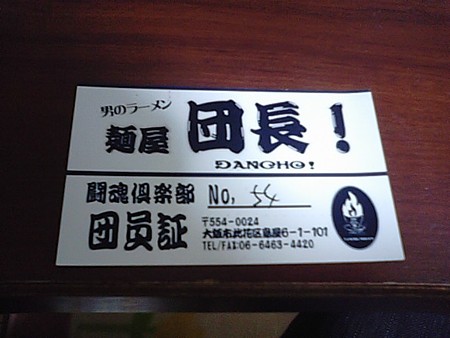 男のラーメン
麺屋 団長!
DANCHO!
闘魂倶楽部 No, 54
団員証
〒554-0024
大阪市此花区島屋6-1-101
TEL/FAX:06-6463-4420